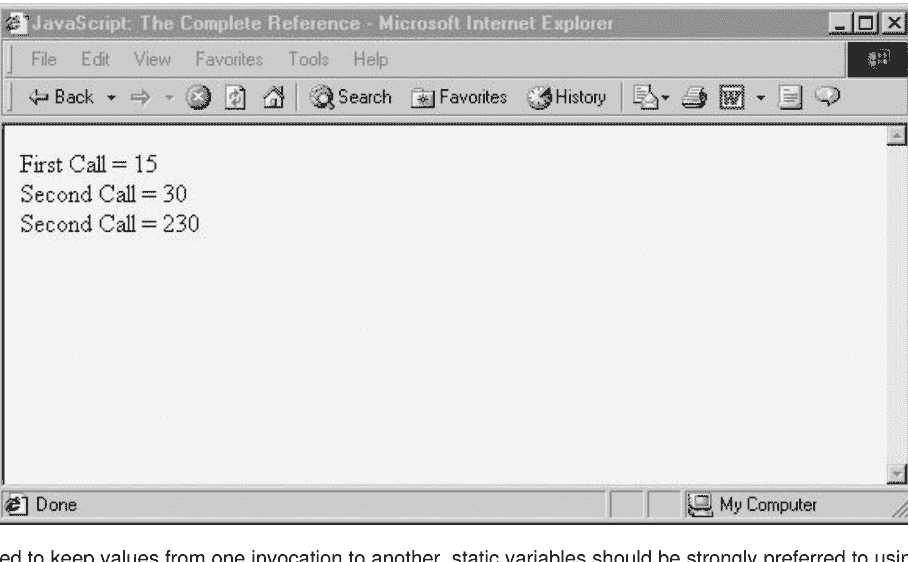 JavaScript: The Complete Reference - Microsoft Internet Explorer
File Edit View Favorites Tools Help
Back Search Favorites History
First Call = 15
Second Call = 30
Second Call = 230
Done My Computer
to keep values from one invocation to another, static variables should be strongly preferred to